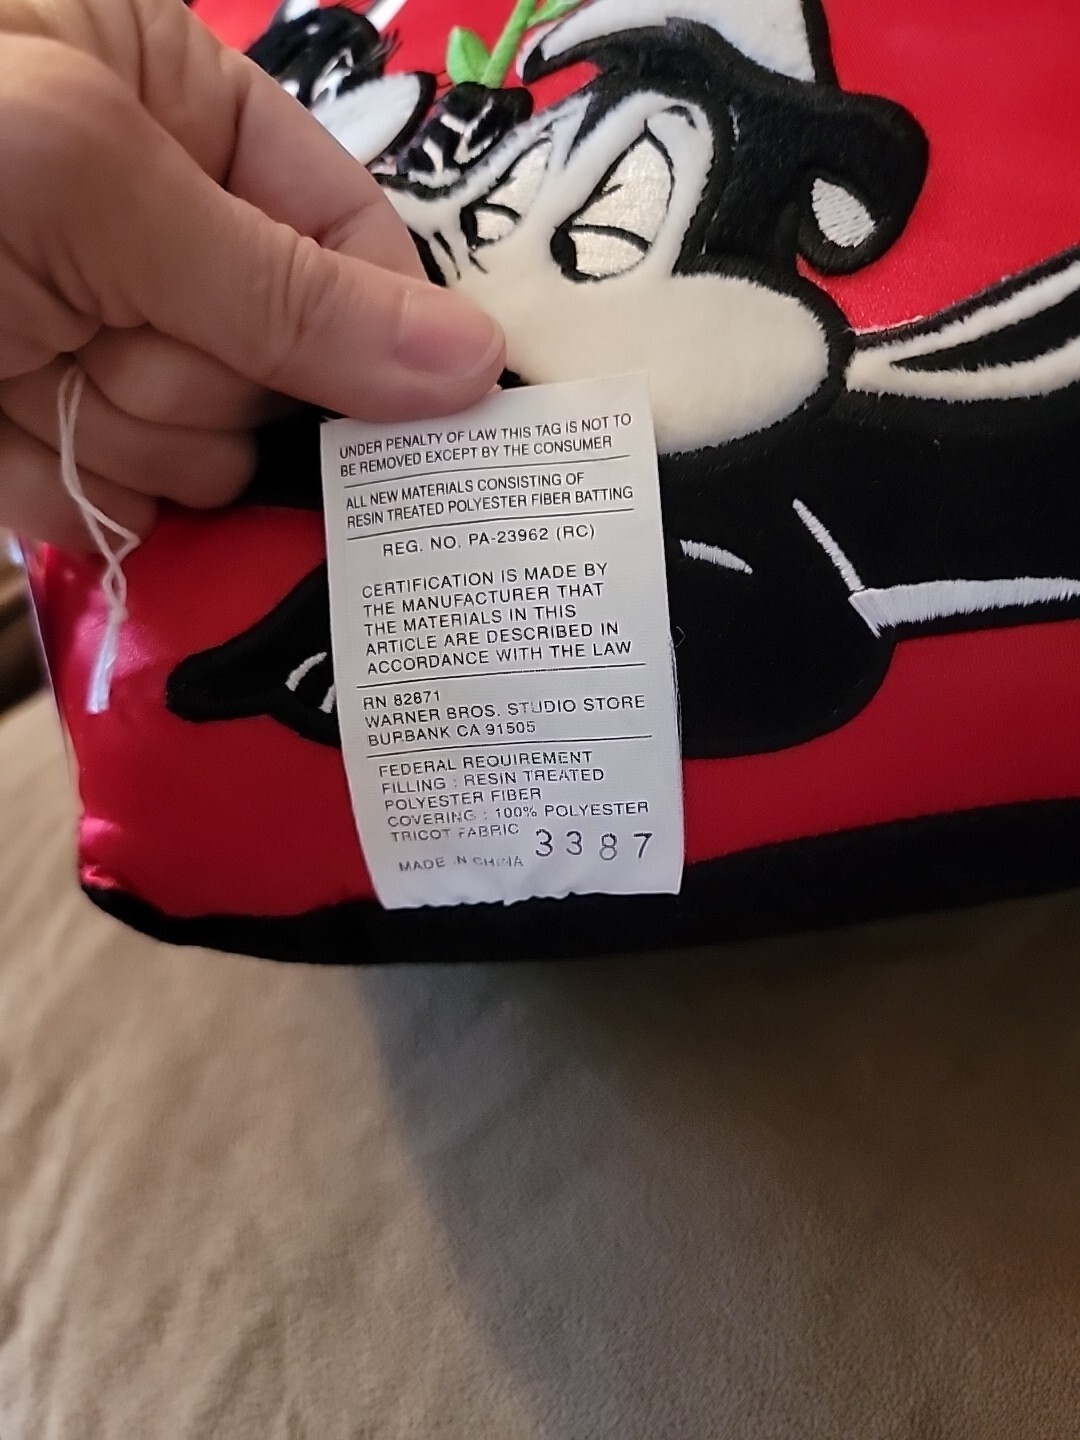 UNDER PENALTY OF LAW THIS TAG IS NOT TO
BE REMOVED EXCEPT BY THE CONSUMER
ALL NEW MATERIALS CONSISTING OF
RESIN TREATED POLYESTER FIBER BATTING
REG. NO. PA-23962 (RC)
CERTIFICATION IS MADE BY
THE MANUFACTURER THAT
THE MATERIALS IN THIS
ARTICLE ARE DESCRIBED IN
ACCORDANCE WITH THE LAW
RN 82871
WARNER BROS. STUDIO STORE
BURBANK CA 91505
FEDERAL REQUIREMENT
FILLING : RESIN TREATED
POLYESTER FIBER
COVERING : 100% POLYESTER
TRICOT FABRIC
MADE IN CHINA 3387